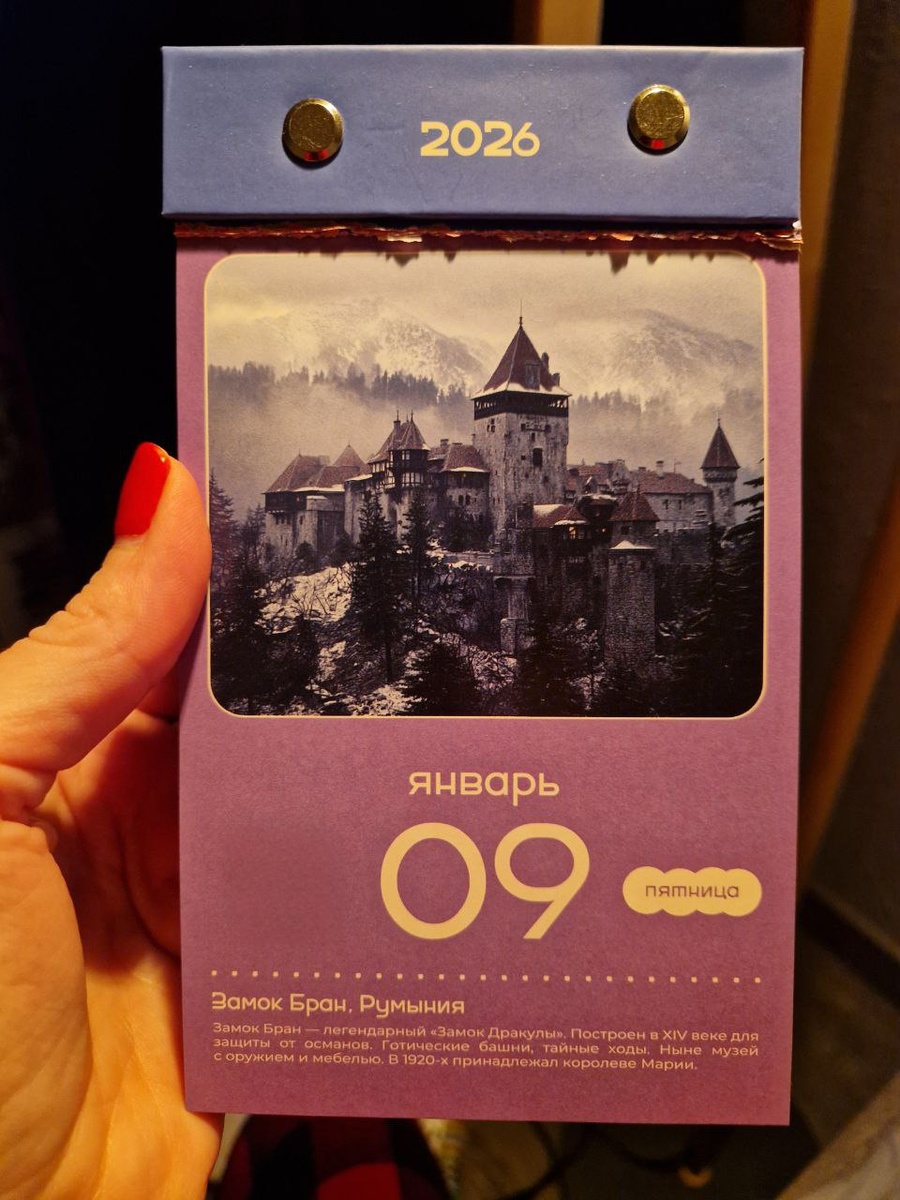 2026
январь
09
пятница
Замок Бран, Румыния
Замок Бран — легендарный «Замок Дракулы». Построен в XIV веке для
защиты от османов. Готические башни, тайные ходы. Ныне музей
с оружием и мебелью. В 1920-х принадлежал королеве Марии.